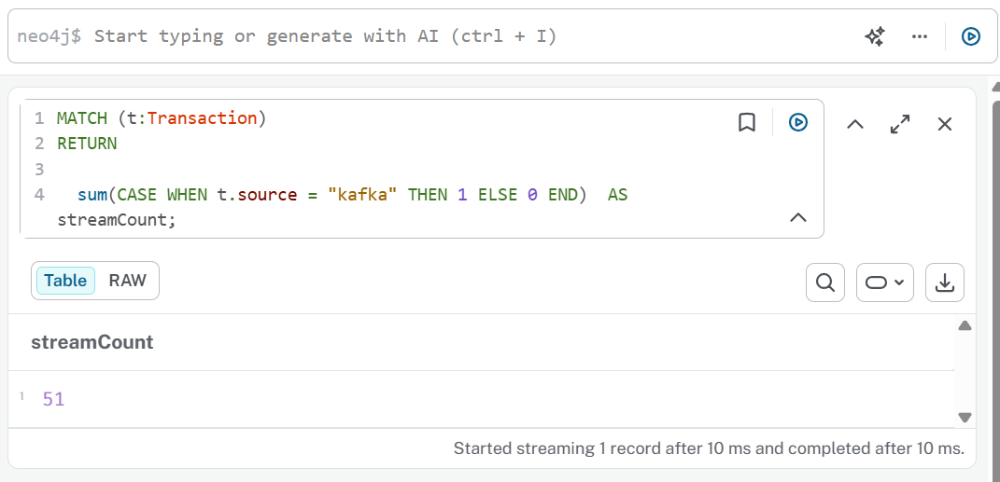 neo4j$ Start typing or generate with AI (ctrl + I)
1 MATCH (t:Transaction)
2 RETURN
3
4   sum(CASE WHEN t.source = "kafka" THEN 1 ELSE 0 END)  AS
streamCount;
Table RAW
streamCount
1 51
Started streaming 1 record after 10 ms and completed after 10 ms.